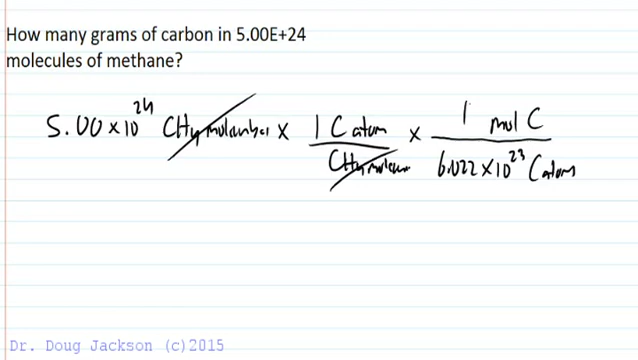 How many grams of carbon in 5.00E+24
molecules of methane?
5.00 × 10^24 CH4 molecules × 1 C atom / CH4 molecule × 1 mol C / 6.022 × 10^23 C atoms
Dr. Doug Jackson (c)2015